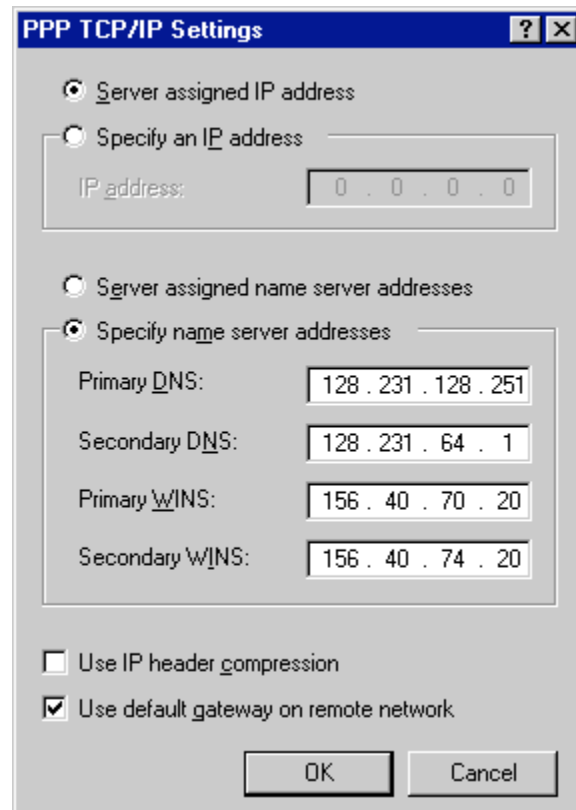 PPP TCP/IP Settings ? ×
Server assigned IP address
Specify an IP address
IP address: 0 . 0 . 0 . 0
Server assigned name server addresses
Specify name server addresses
Primary DNS: 128 . 231 . 128 . 251
Secondary DNS: 128 . 231 . 64 . 1
Primary WINS: 156 . 40 . 70 . 20
Secondary WINS: 156 . 40 . 74 . 20
Use IP header compression
Use default gateway on remote network
OK Cancel